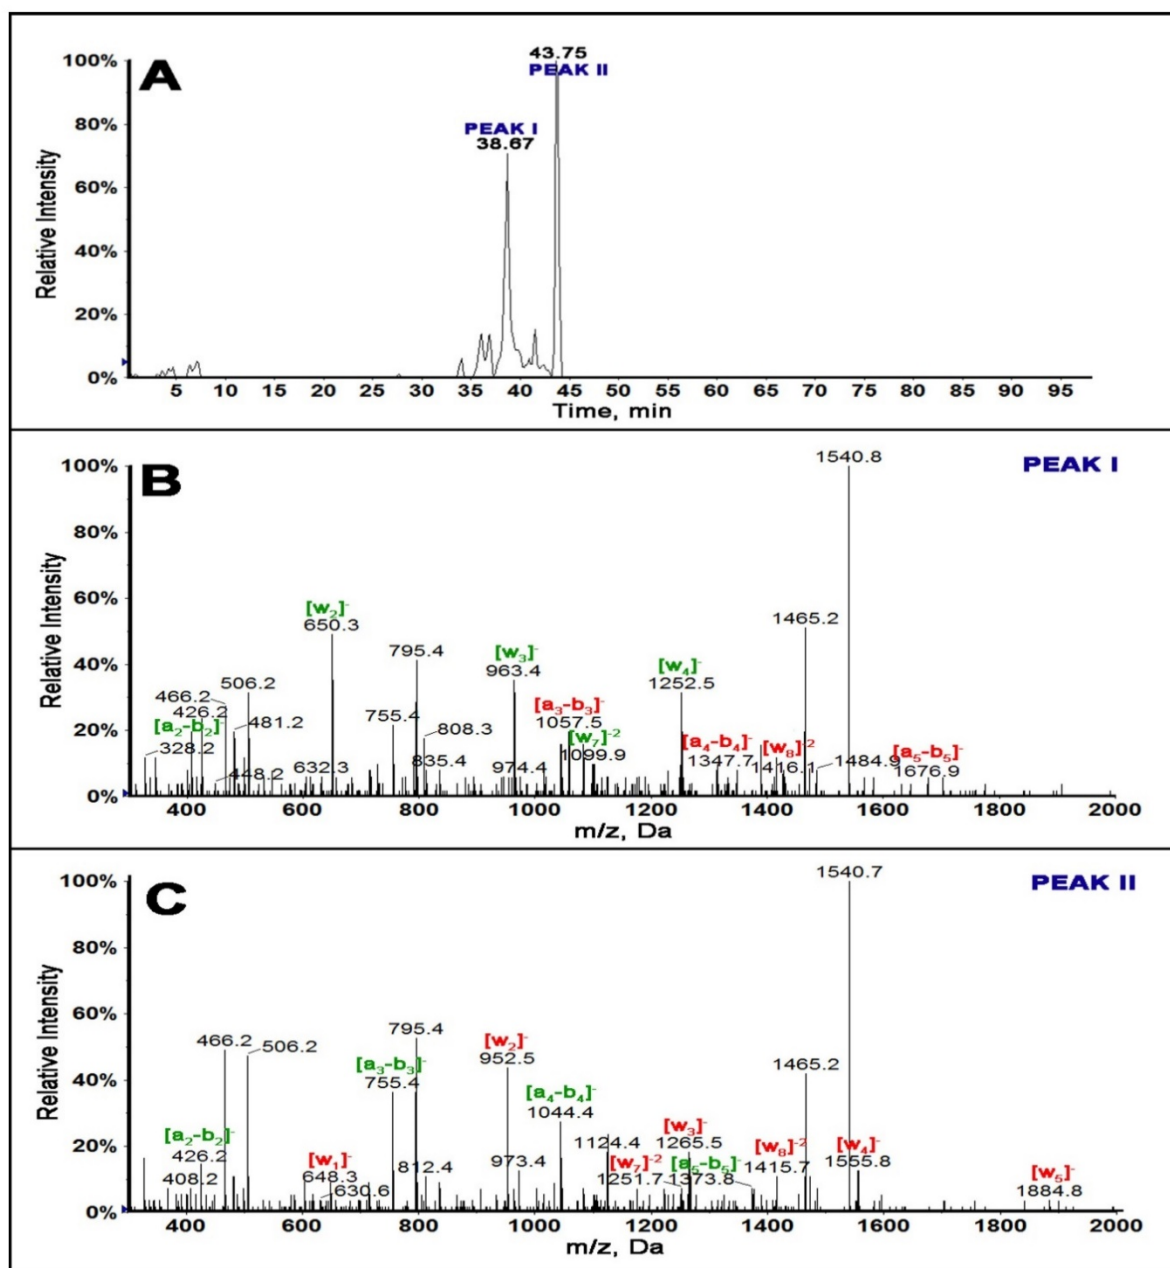 A
43.75
PEAK II
PEAK I
38.67
100%
80%
60%
40%
20%
0%
Relative Intensity
5 10 15 20 25 30 35 40 45 50 55 60 65 70 75 80 85 90 95
Time, min
B
PEAK I
1540.8
100%
80%
60%
40%
20%
0%
Relative Intensity
[w2]-
650.3
1465.2
795.4
[w3]-
963.4
[w4]-
1252.5
506.2
466.2
426.2
481.2
[a2-b2]-
328.2
448.2
632.3
755.4
808.3
835.4
974.4
[a3-b3]-
1057.5
[w7]-2
1099.9
[a4-b4]-
1347.7
[w8]-2
1416.1
1484.9
[a5-b5]-
1676.9
400 600 800 1000 1200 1400 1600 1800 2000
m/z, Da
C
PEAK II
1540.7
100%
80%
60%
40%
20%
0%
Relative Intensity
466.2
506.2
795.4
[w2]-
952.5
1465.2
[a3-b3]-
755.4
[a4-b4]-
1044.4
[a2-b2]-
426.2
408.2
[w1]-
648.3
630.6
812.4
973.4
1124.4
[w3]-
1265.5
[w7]-2
1251.7
[a5-b5]-
1373.8
[w8]-2
1415.7
[w4]-
1555.8
[w5]-
1884.8
400 600 800 1000 1200 1400 1600 1800 2000
m/z, Da